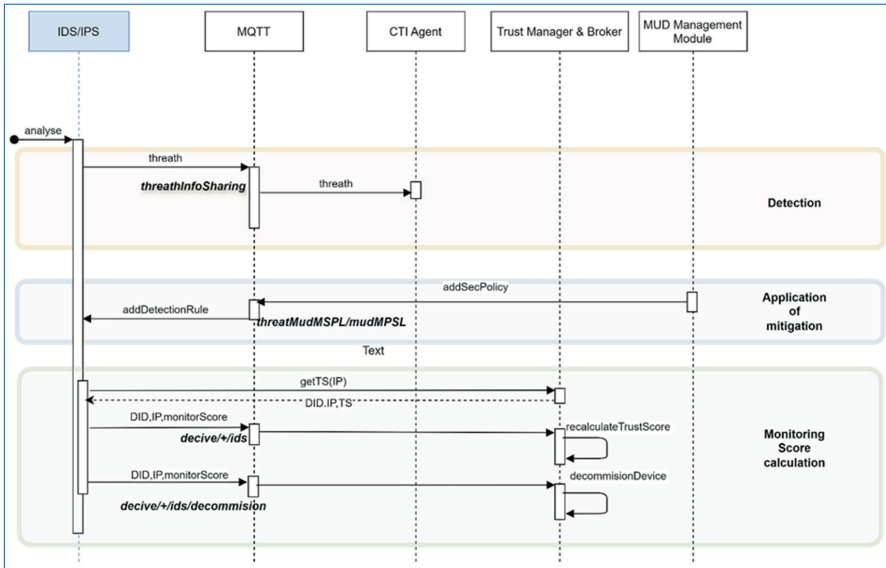 IDS/IPS
MQTT
CTI Agent
Trust Manager & Broker
MUD Management
Module
analyse
threath
threathInfoSharing
threath
Detection
addSecPolicy
addDetectionRule
threatMudMSPL/mudMPSL
Application
of
mitigation
Text
getTS(IP)
DID.IP,TS
DID,IP,monitorScore
decive/+/ids
recalculateTrustScore
Monitoring
Score
calculation
DID,IP,monitorScore
decommisionDevice
decive/+/ids/decommision